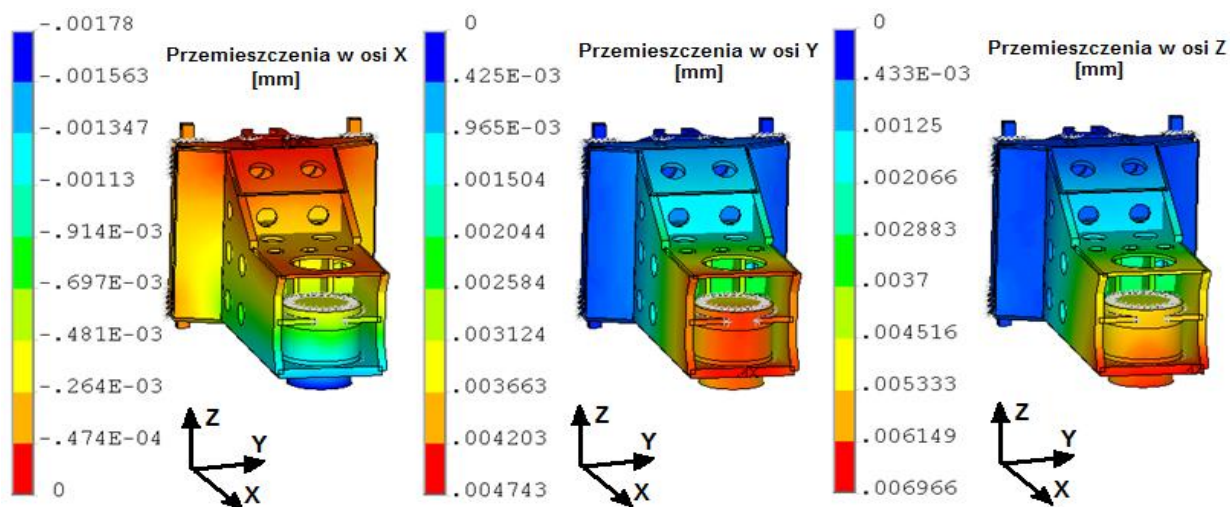 -.00178
-.001563
-.001347
-.00113
-.914E-03
-.697E-03
-.481E-03
-.264E-03
-.474E-04
0
Przemieszczenia w osi X
[mm]
Z
Y
X
0
.425E-03
.965E-03
.001504
.002044
.002584
.003124
.003663
.004203
.004743
Przemieszczenia w osi Y
[mm]
Z
Y
X
0
.433E-03
.00125
.002066
.002883
.0037
.004516
.005333
.006149
.006966
Przemieszczenia w osi Z
[mm]
Z
Y
X